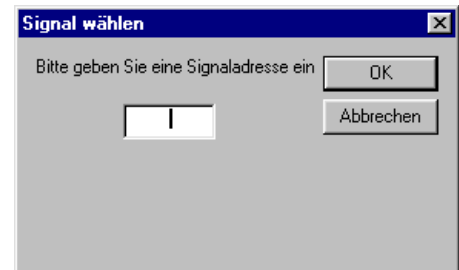 Signal wählen
Bitte geben Sie eine Signaladresse ein
OK
Abbrechen